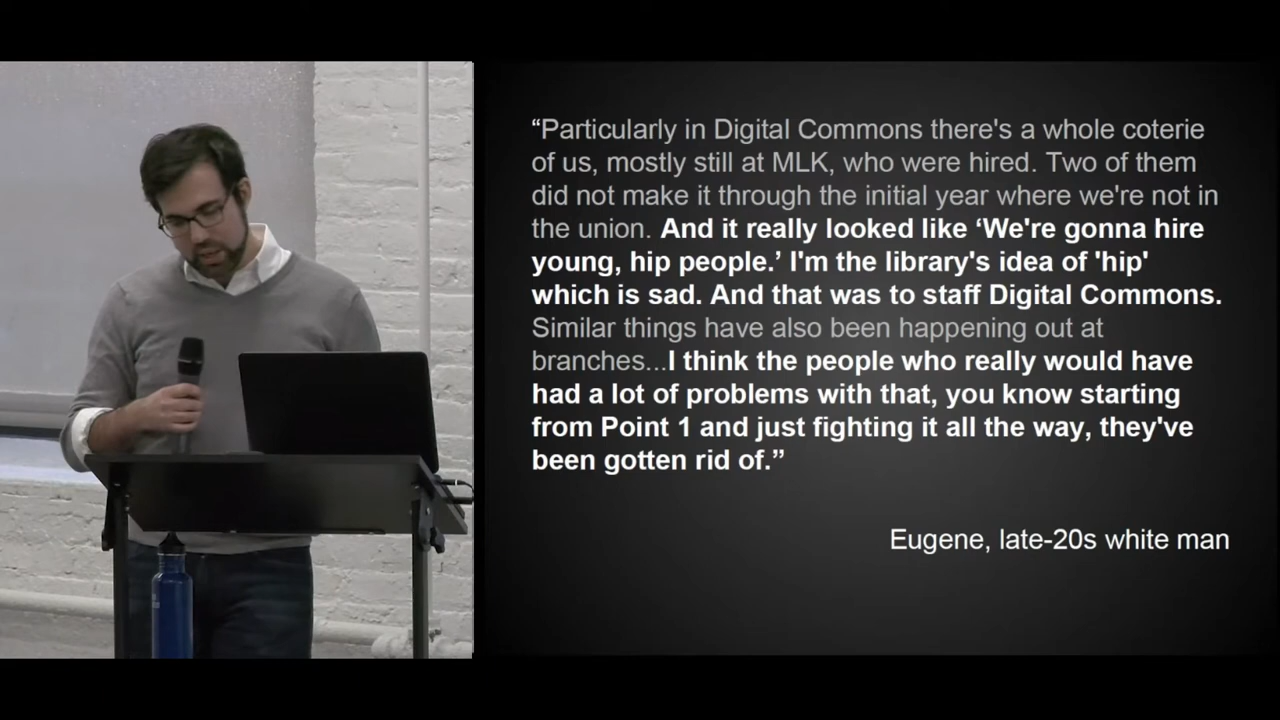 “Particularly in Digital Commons there's a whole coterie
of us, mostly still at MLK, who were hired. Two of them
did not make it through the initial year where we're not in
the union. And it really looked like ‘We're gonna hire
young, hip people.’ I'm the library's idea of 'hip'
which is sad. And that was to staff Digital Commons.
Similar things have also been happening out at
branches...I think the people who really would have
had a lot of problems with that, you know starting
from Point 1 and just fighting it all the way, they've
been gotten rid of.”
Eugene, late-20s white man